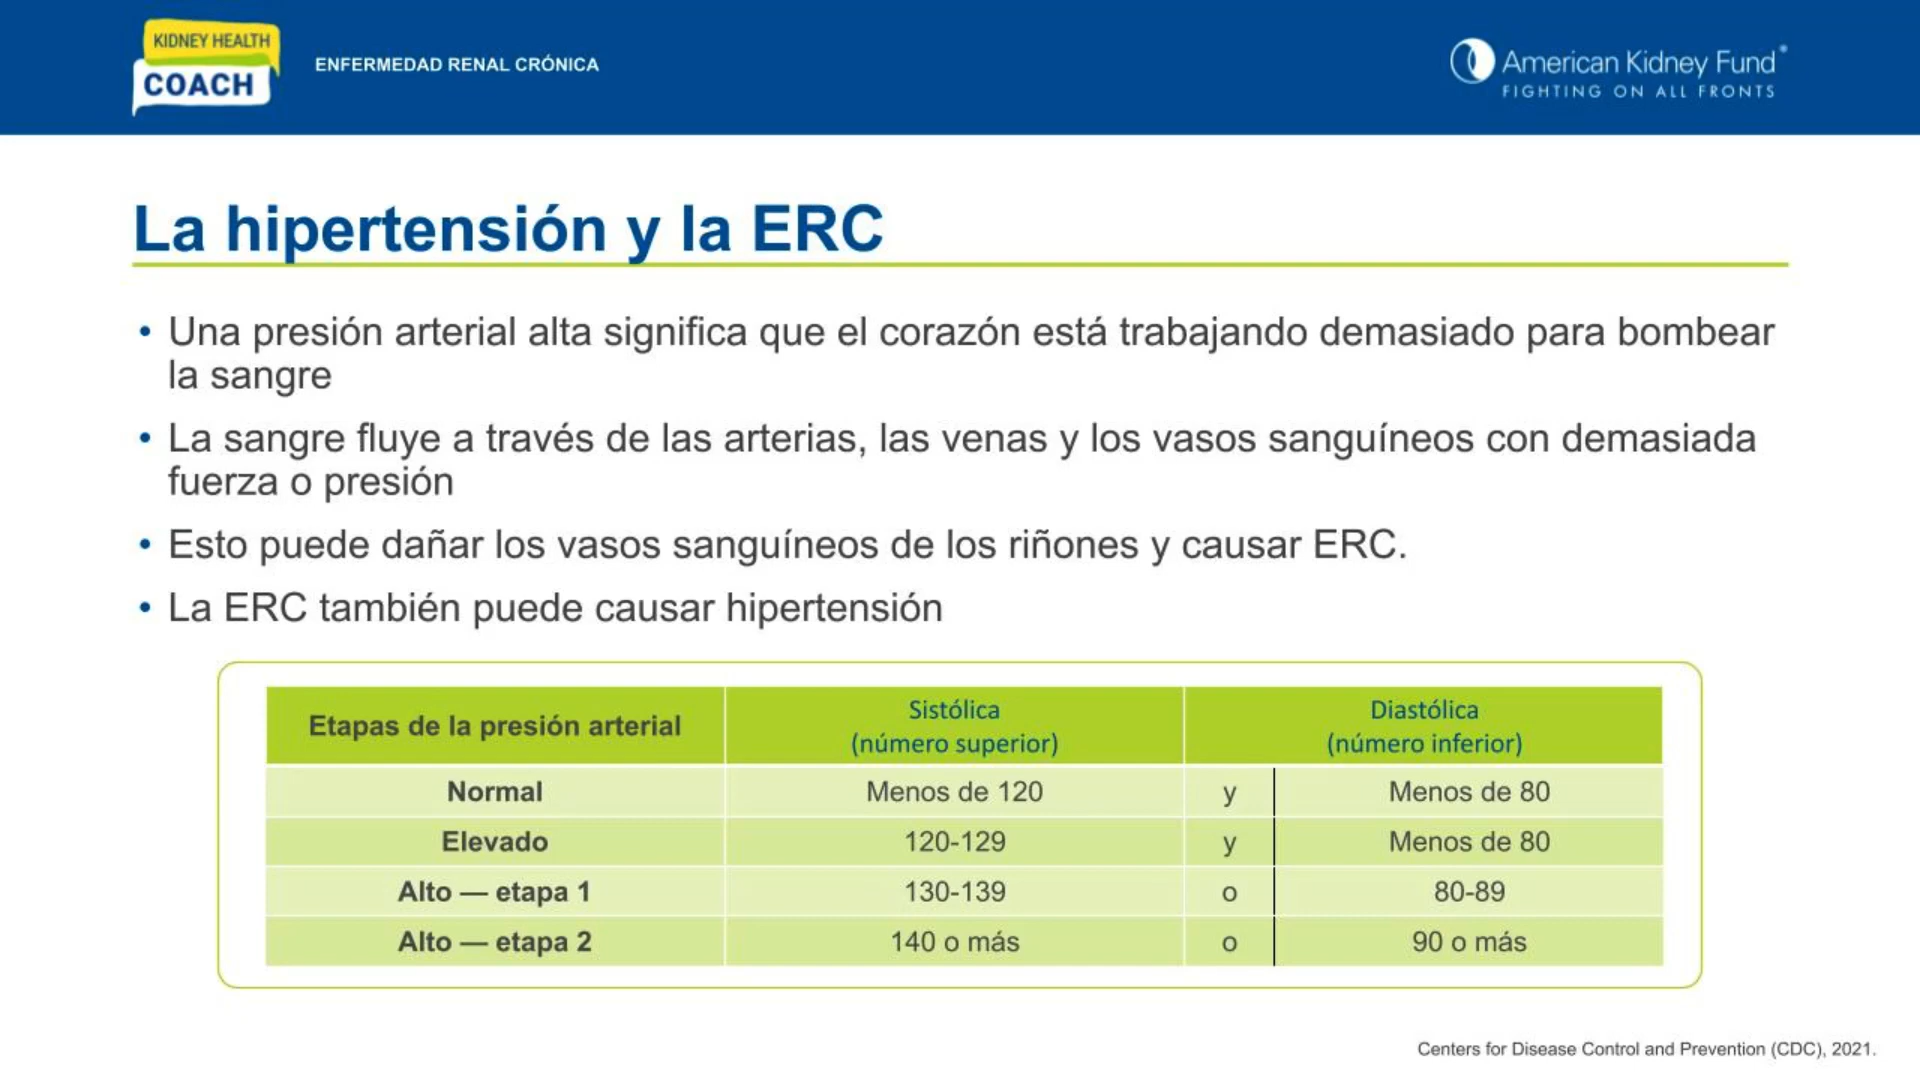 KIDNEY HEALTH
COACH
ENFERMEDAD RENAL CRÓNICA
American Kidney Fund®
FIGHTING ON ALL FRONTS
La hipertensión y la ERC
• Una presión arterial alta significa que el corazón está trabajando demasiado para bombear
la sangre
• La sangre fluye a través de las arterias, las venas y los vasos sanguíneos con demasiada
fuerza o presión
• Esto puede dañar los vasos sanguíneos de los riñones y causar ERC.
• La ERC también puede causar hipertensión
Etapas de la presión arterial Sistólica (número superior) Diastólica (número inferior)
Normal Menos de 120 y Menos de 80
Elevado 120-129 y Menos de 80
Alto — etapa 1 130-139 o 80-89
Alto — etapa 2 140 o más o 90 o más
Centers for Disease Control and Prevention (CDC), 2021.